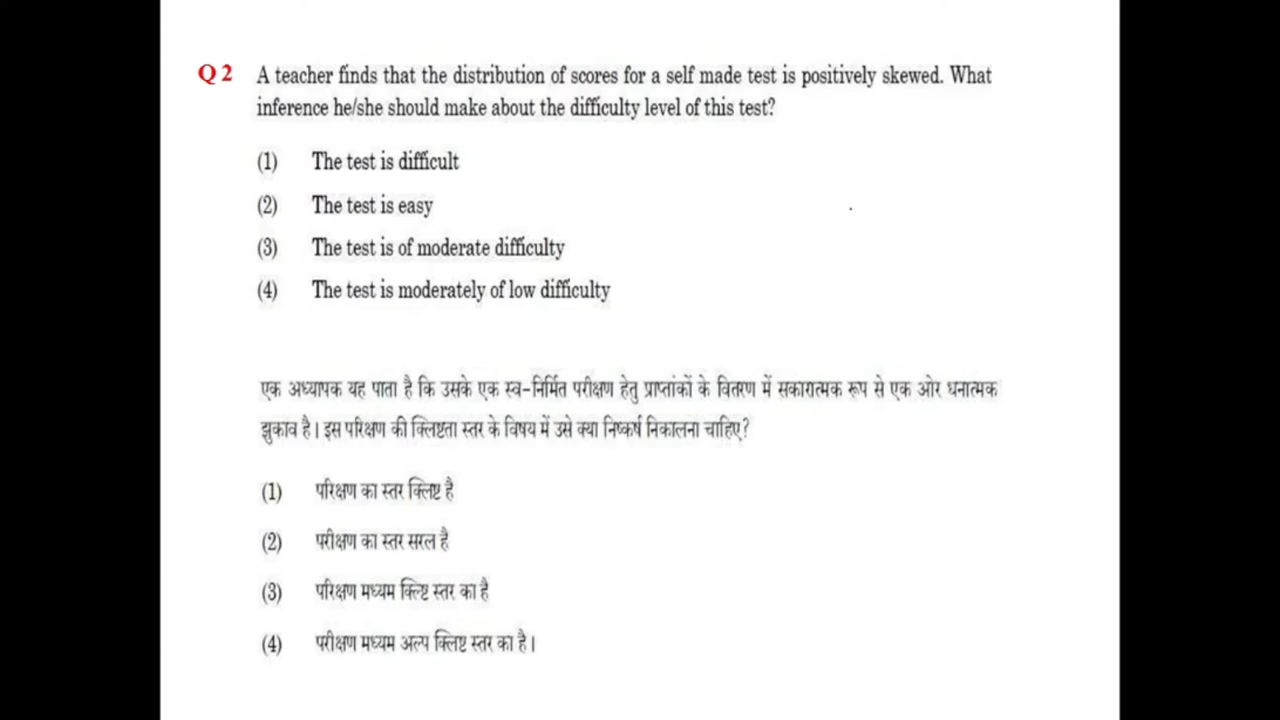 Q 2 A teacher finds that the distribution of scores for a self made test is positively skewed. What
inference he/she should make about the difficulty level of this test?
(1) The test is difficult
(2) The test is easy
(3) The test is of moderate difficulty
(4) The test is moderately of low difficulty
एक अध्यापक यह पाता है कि उसके एक स्व-निर्मित परीक्षण हेतु प्राप्तांकों के वितरण में सकारात्मक रूप से एक ओर धनात्मक
झुकाव है। इस परिक्षण की क्लिष्टता स्तर के विषय में उसे क्या निष्कर्ष निकालना चाहिए?
(1) परिक्षण का स्तर क्लिष्ट है
(2) परीक्षण का स्तर सरल है
(3) परिक्षण मध्यम क्ल्ष्टि स्तर का है
(4) परीक्षण मध्यम अल्प क्लिष्ट स्तर का है।